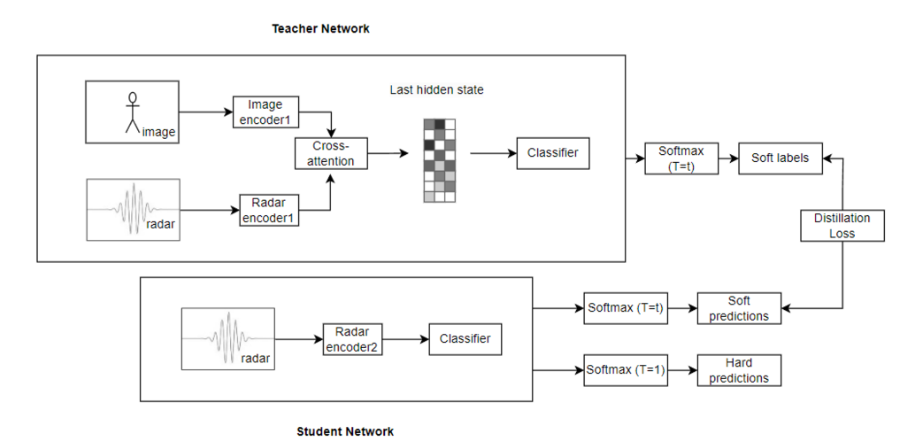 Teacher Network
image
Image
encoder1
radar
Radar
encoder1
Cross-
attention
Last hidden state
Classifier
Softmax
(T=t)
Soft labels
Distillation
Loss
radar
Radar
encoder2
Classifier
Softmax (T=t)
Soft
predictions
Softmax (T=1)
Hard
predictions
Student Network